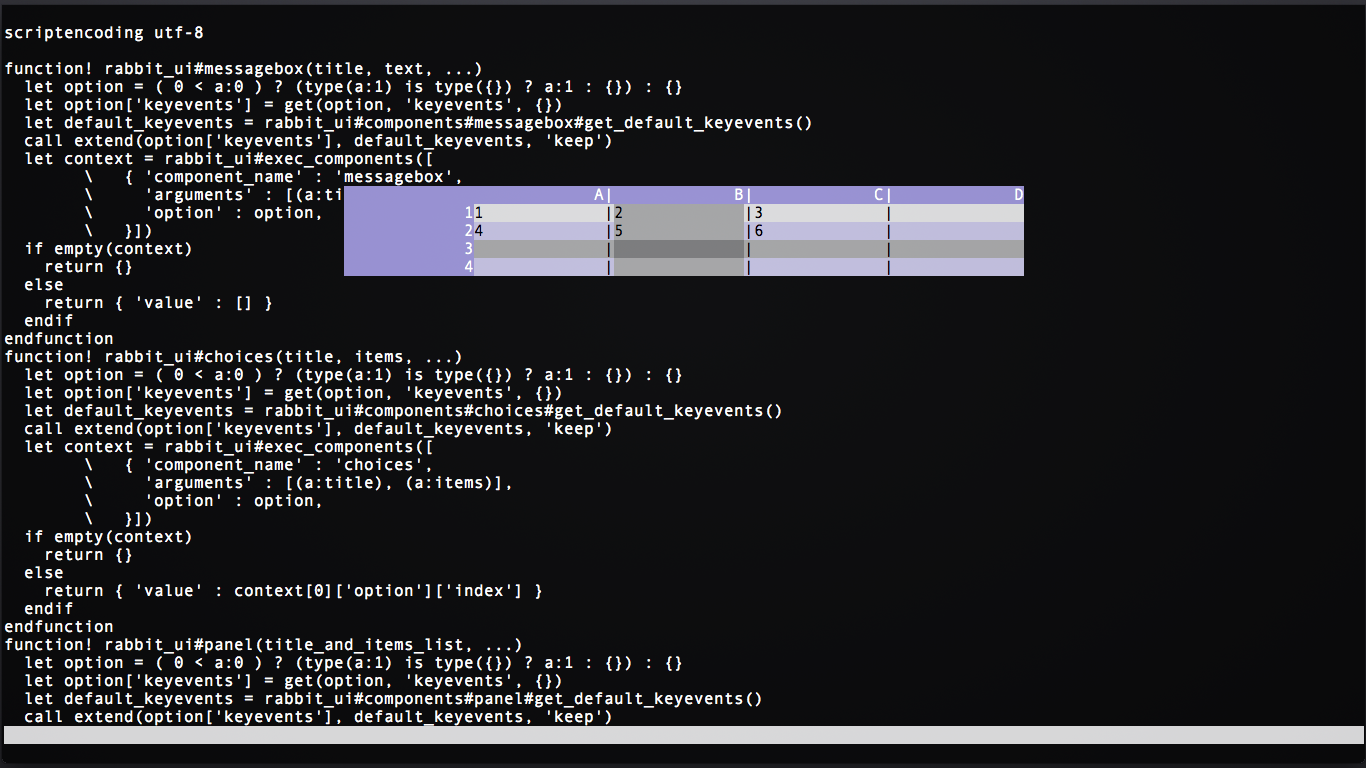 scriptencoding utf-8
function! rabbit_ui#messagebox(title, text, ...)
  let option = ( 0 < a:0 ) ? (type(a:1) is type({}) ? a:1 : {}) : {}
  let option['keyevents'] = get(option, 'keyevents', {})
  let default_keyevents = rabbit_ui#components#messagebox#get_default_keyevents()
  call extend(option['keyevents'], default_keyevents, 'keep')
  let context = rabbit_ui#exec_components([
        \   { 'component_name' : 'messagebox',
        \     'arguments' : [(a:ti A| B| C| D
        \     'option' : option, 1 1 | 2 | 3 |
        \   }]) 2 4 | 5 | 6 |
  if empty(context) 3 | | |
    return {} 4 | | |
  else
    return { 'value' : [] }
  endif
endfunction
function! rabbit_ui#choices(title, items, ...)
  let option = ( 0 < a:0 ) ? (type(a:1) is type({}) ? a:1 : {}) : {}
  let option['keyevents'] = get(option, 'keyevents', {})
  let default_keyevents = rabbit_ui#components#choices#get_default_keyevents()
  call extend(option['keyevents'], default_keyevents, 'keep')
  let context = rabbit_ui#exec_components([
        \   { 'component_name' : 'choices',
        \     'arguments' : [(a:title), (a:items)],
        \     'option' : option,
        \   }])
  if empty(context)
    return {}
  else
    return { 'value' : context[0]['option']['index'] }
  endif
endfunction
function! rabbit_ui#panel(title_and_items_list, ...)
  let option = ( 0 < a:0 ) ? (type(a:1) is type({}) ? a:1 : {}) : {}
  let option['keyevents'] = get(option, 'keyevents', {})
  let default_keyevents = rabbit_ui#components#panel#get_default_keyevents()
  call extend(option['keyevents'], default_keyevents, 'keep')